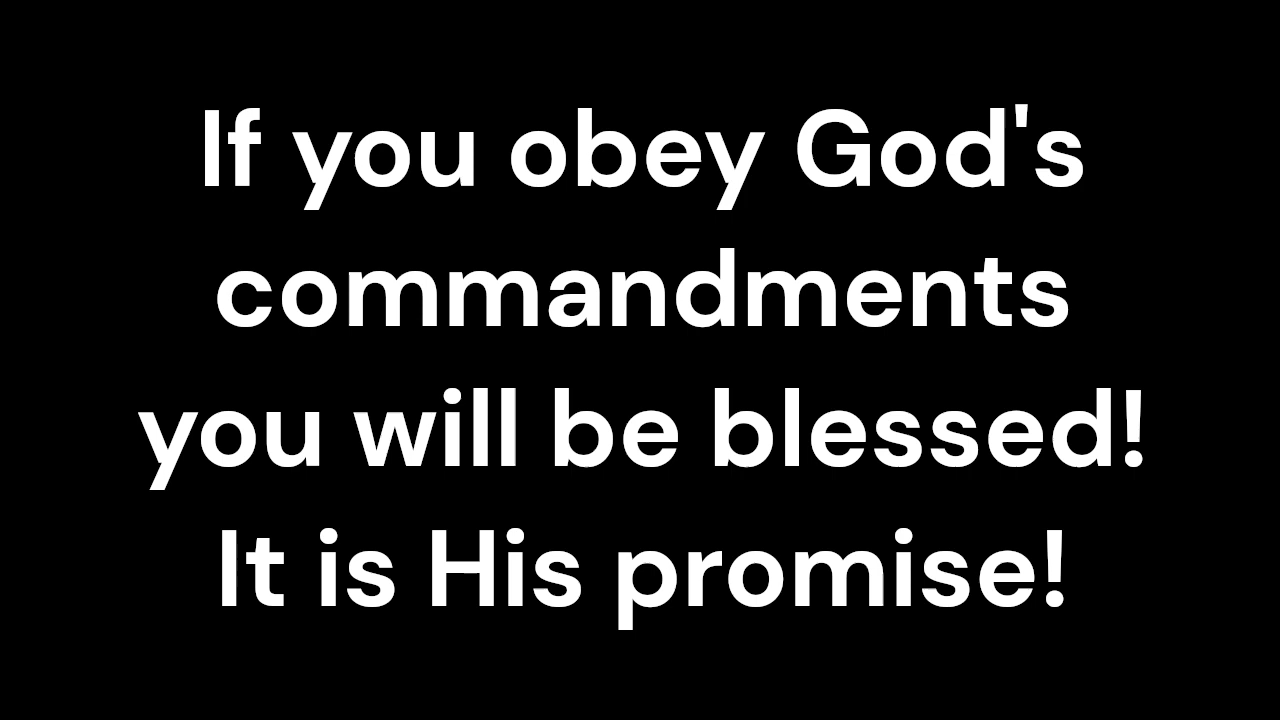 If you obey God's
commandments
you will be blessed!
It is His promise!